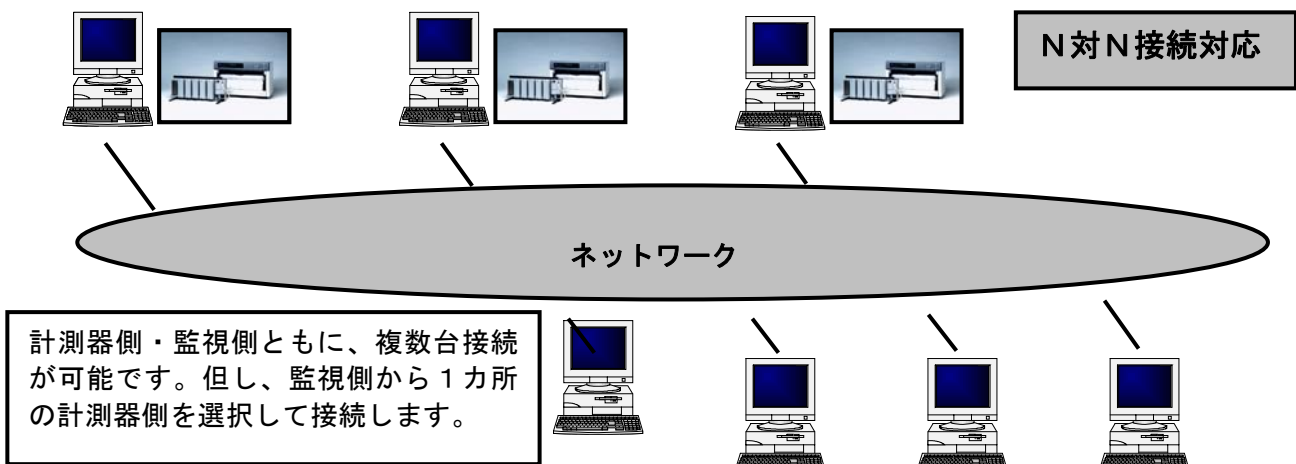 N対N接続対応
ネットワーク
計測器側・監視側ともに、複数台接続
が可能です。但し、監視側から1カ所
の計測器側を選択して接続します。